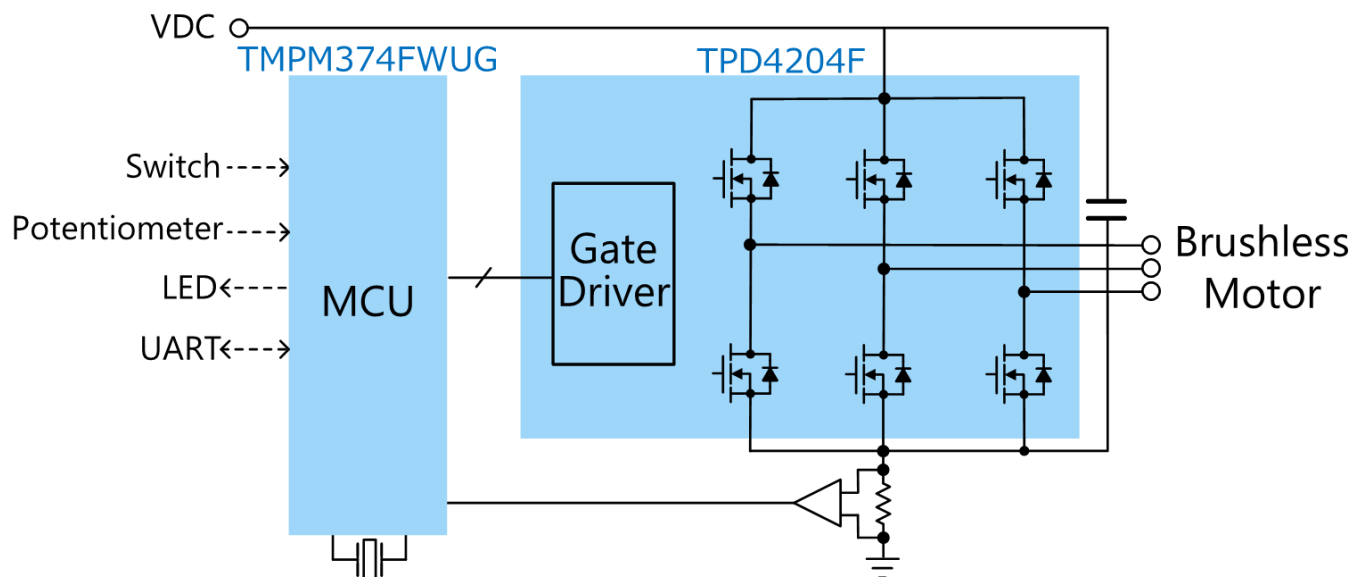 VDC
TMPM374FWUG
TPD4204F
Switch
Potentiometer
LED
UART
MCU
Gate
Driver
Brushless
Motor